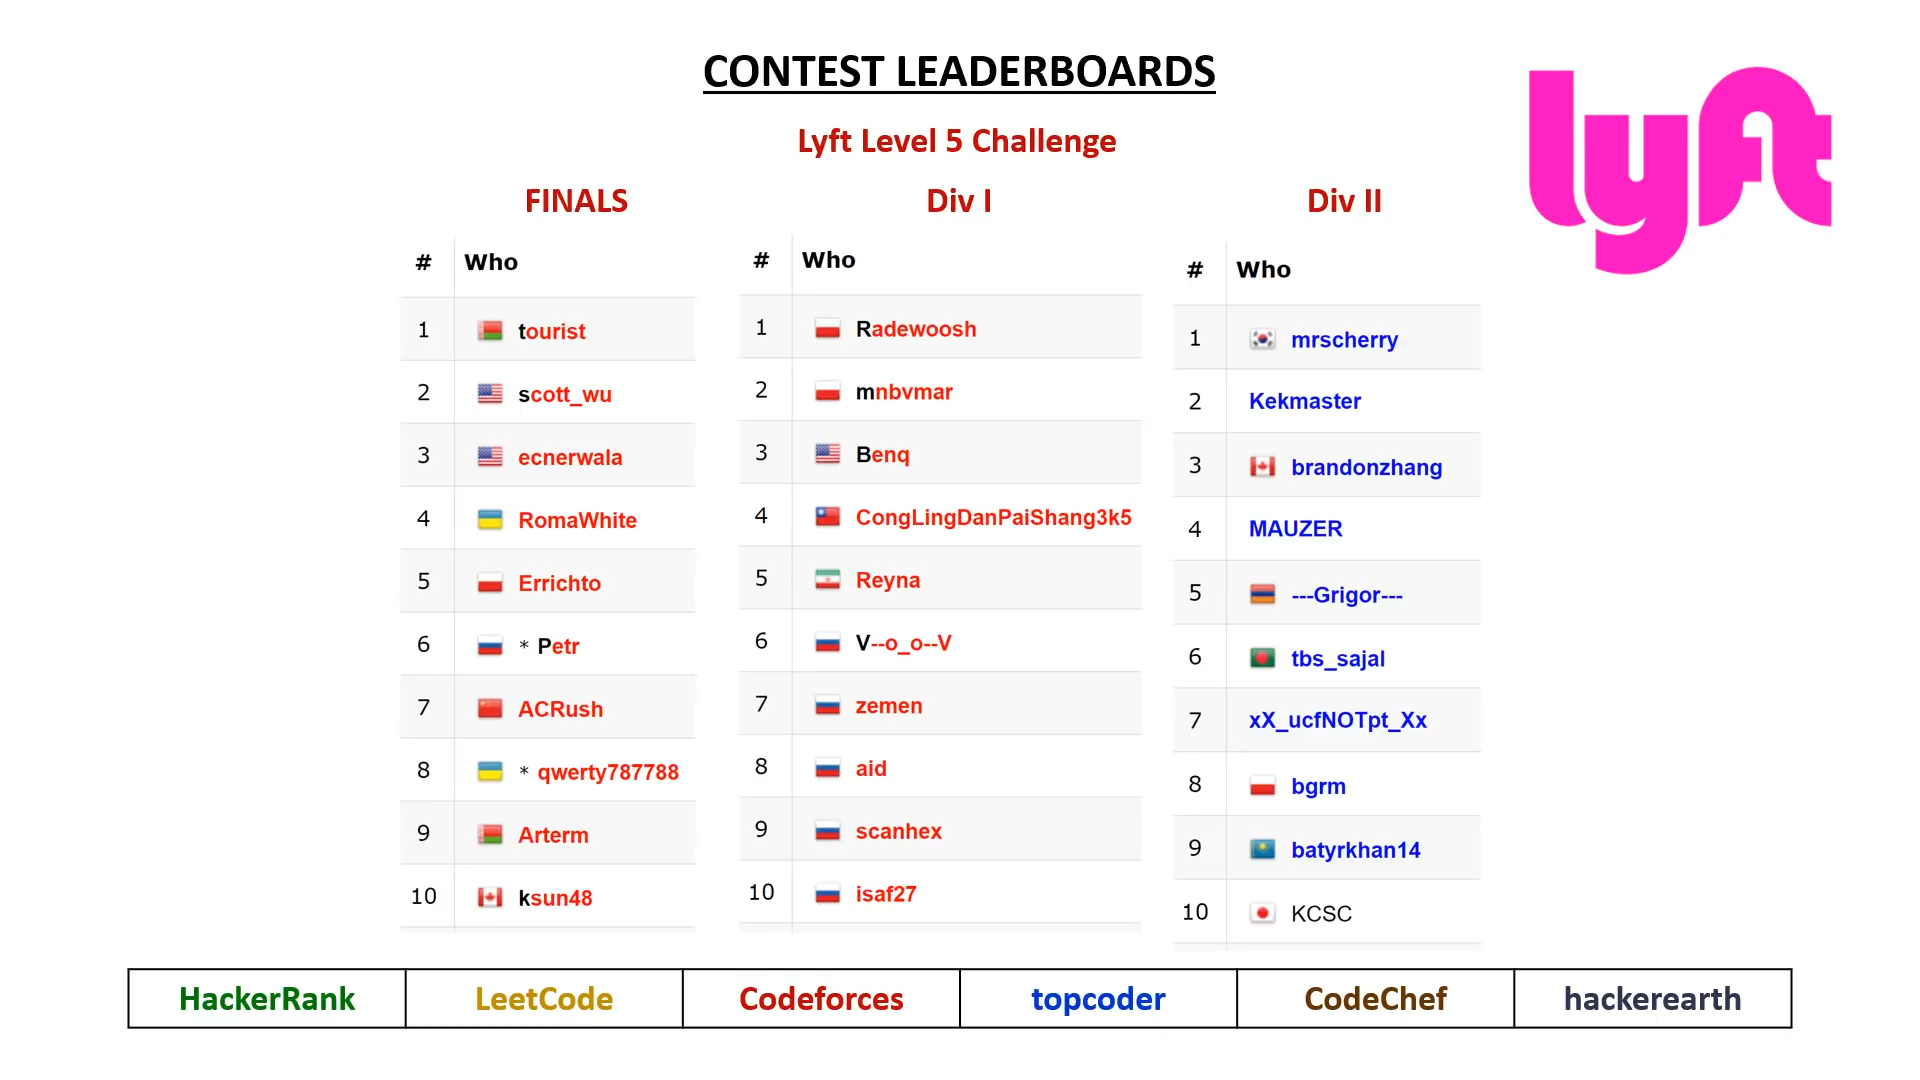 CONTEST LEADERBOARDS
Lyft Level 5 Challenge
lyft
FINALS
# Who
1 tourist
2 scott_wu
3 ecnerwala
4 RomaWhite
5 Errichto
6 * Petr
7 ACRush
8 * qwerty787788
9 Arterm
10 ksun48
Div I
# Who
1 Radewoosh
2 mnbvmar
3 Benq
4 CongLingDanPaiShang3k5
5 Reyna
6 V--o_o--V
7 zemen
8 aid
9 scanhex
10 isaf27
Div II
# Who
1 mrscherry
2 Kekmaster
3 brandonzhang
4 MAUZER
5 ---Grigor---
6 tbs_sajal
7 xX_ucfNOTpt_Xx
8 bgrm
9 batyrkhan14
10 KCSC
HackerRank LeetCode Codeforces topcoder CodeChef hackerearth